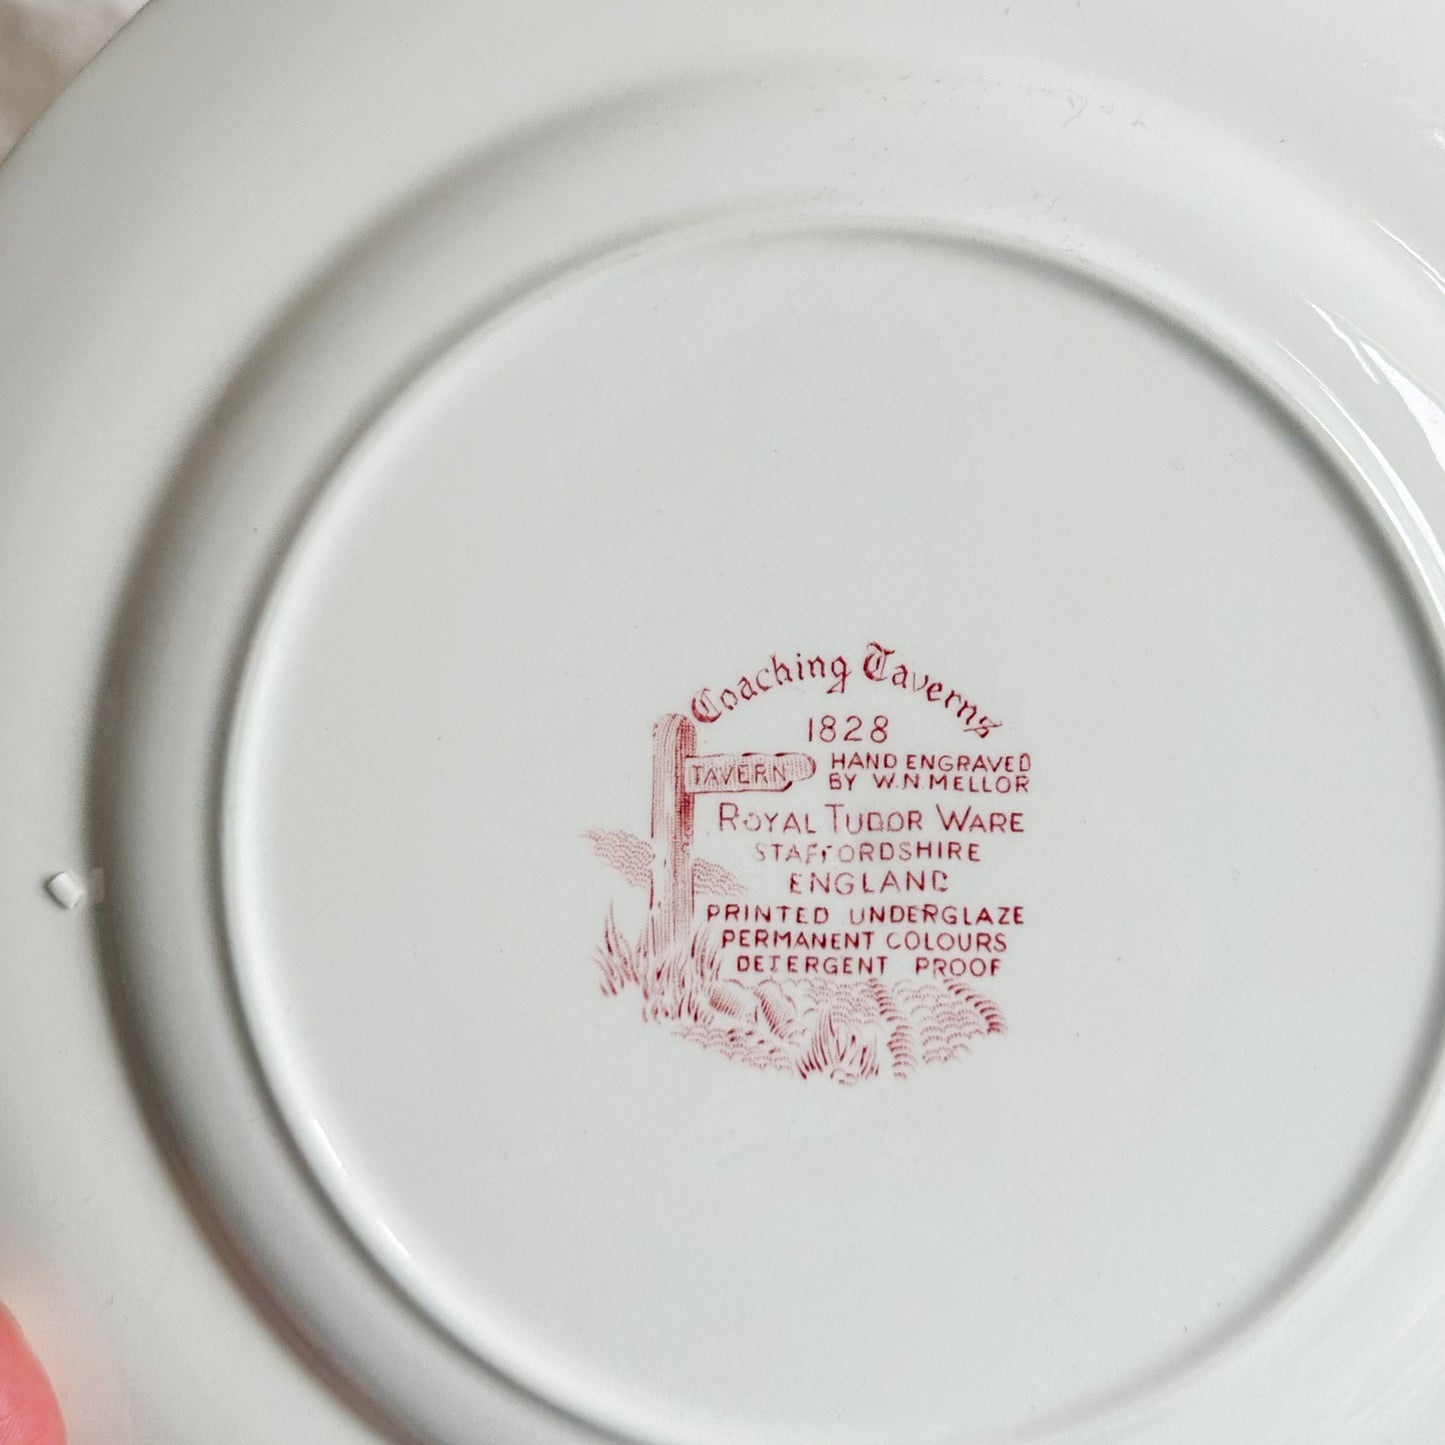 Coaching Taverns
1828
TAVERN
HAND ENGRAVED
BY W.N. MELLOR
ROYAL TUDOR WARE
STAFFORDSHIRE
ENGLAND
PRINTED UNDERGLAZE
PERMANENT COLOURS
DETERGENT PROOF